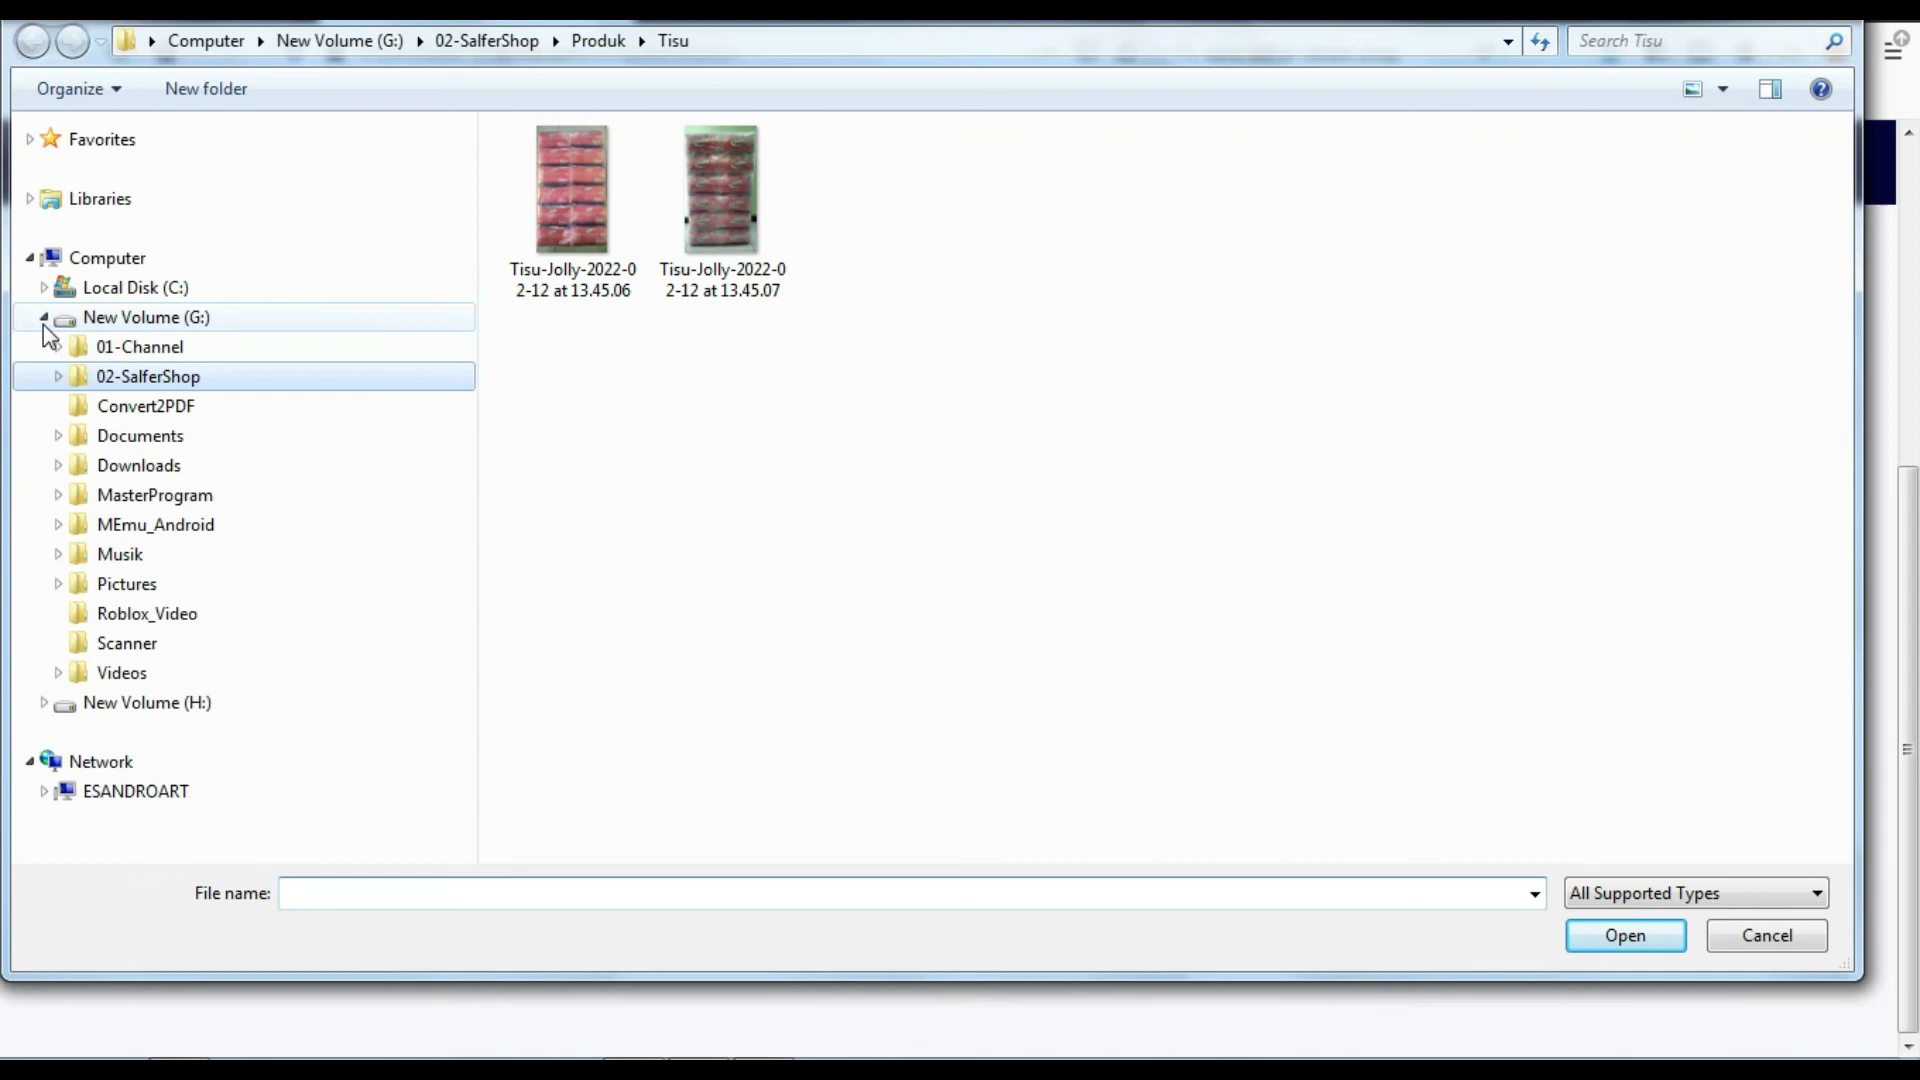 Computer New Volume (G:) 02-SalferShop Produk Tisu
Search Tisu
Organize New folder
Favorites
Libraries
Computer
Local Disk (C:)
New Volume (G:)
01-Channel
02-SalferShop
Convert2PDF
Documents
Downloads
MasterProgram
MEmu_Android
Musik
Pictures
Roblox_Video
Scanner
Videos
New Volume (H:)
Network
ESANDROART
Tisu-Jolly-2022-0
2-12 at 13.45.06
Tisu-Jolly-2022-0
2-12 at 13.45.07
File name:
All Supported Types
Open Cancel